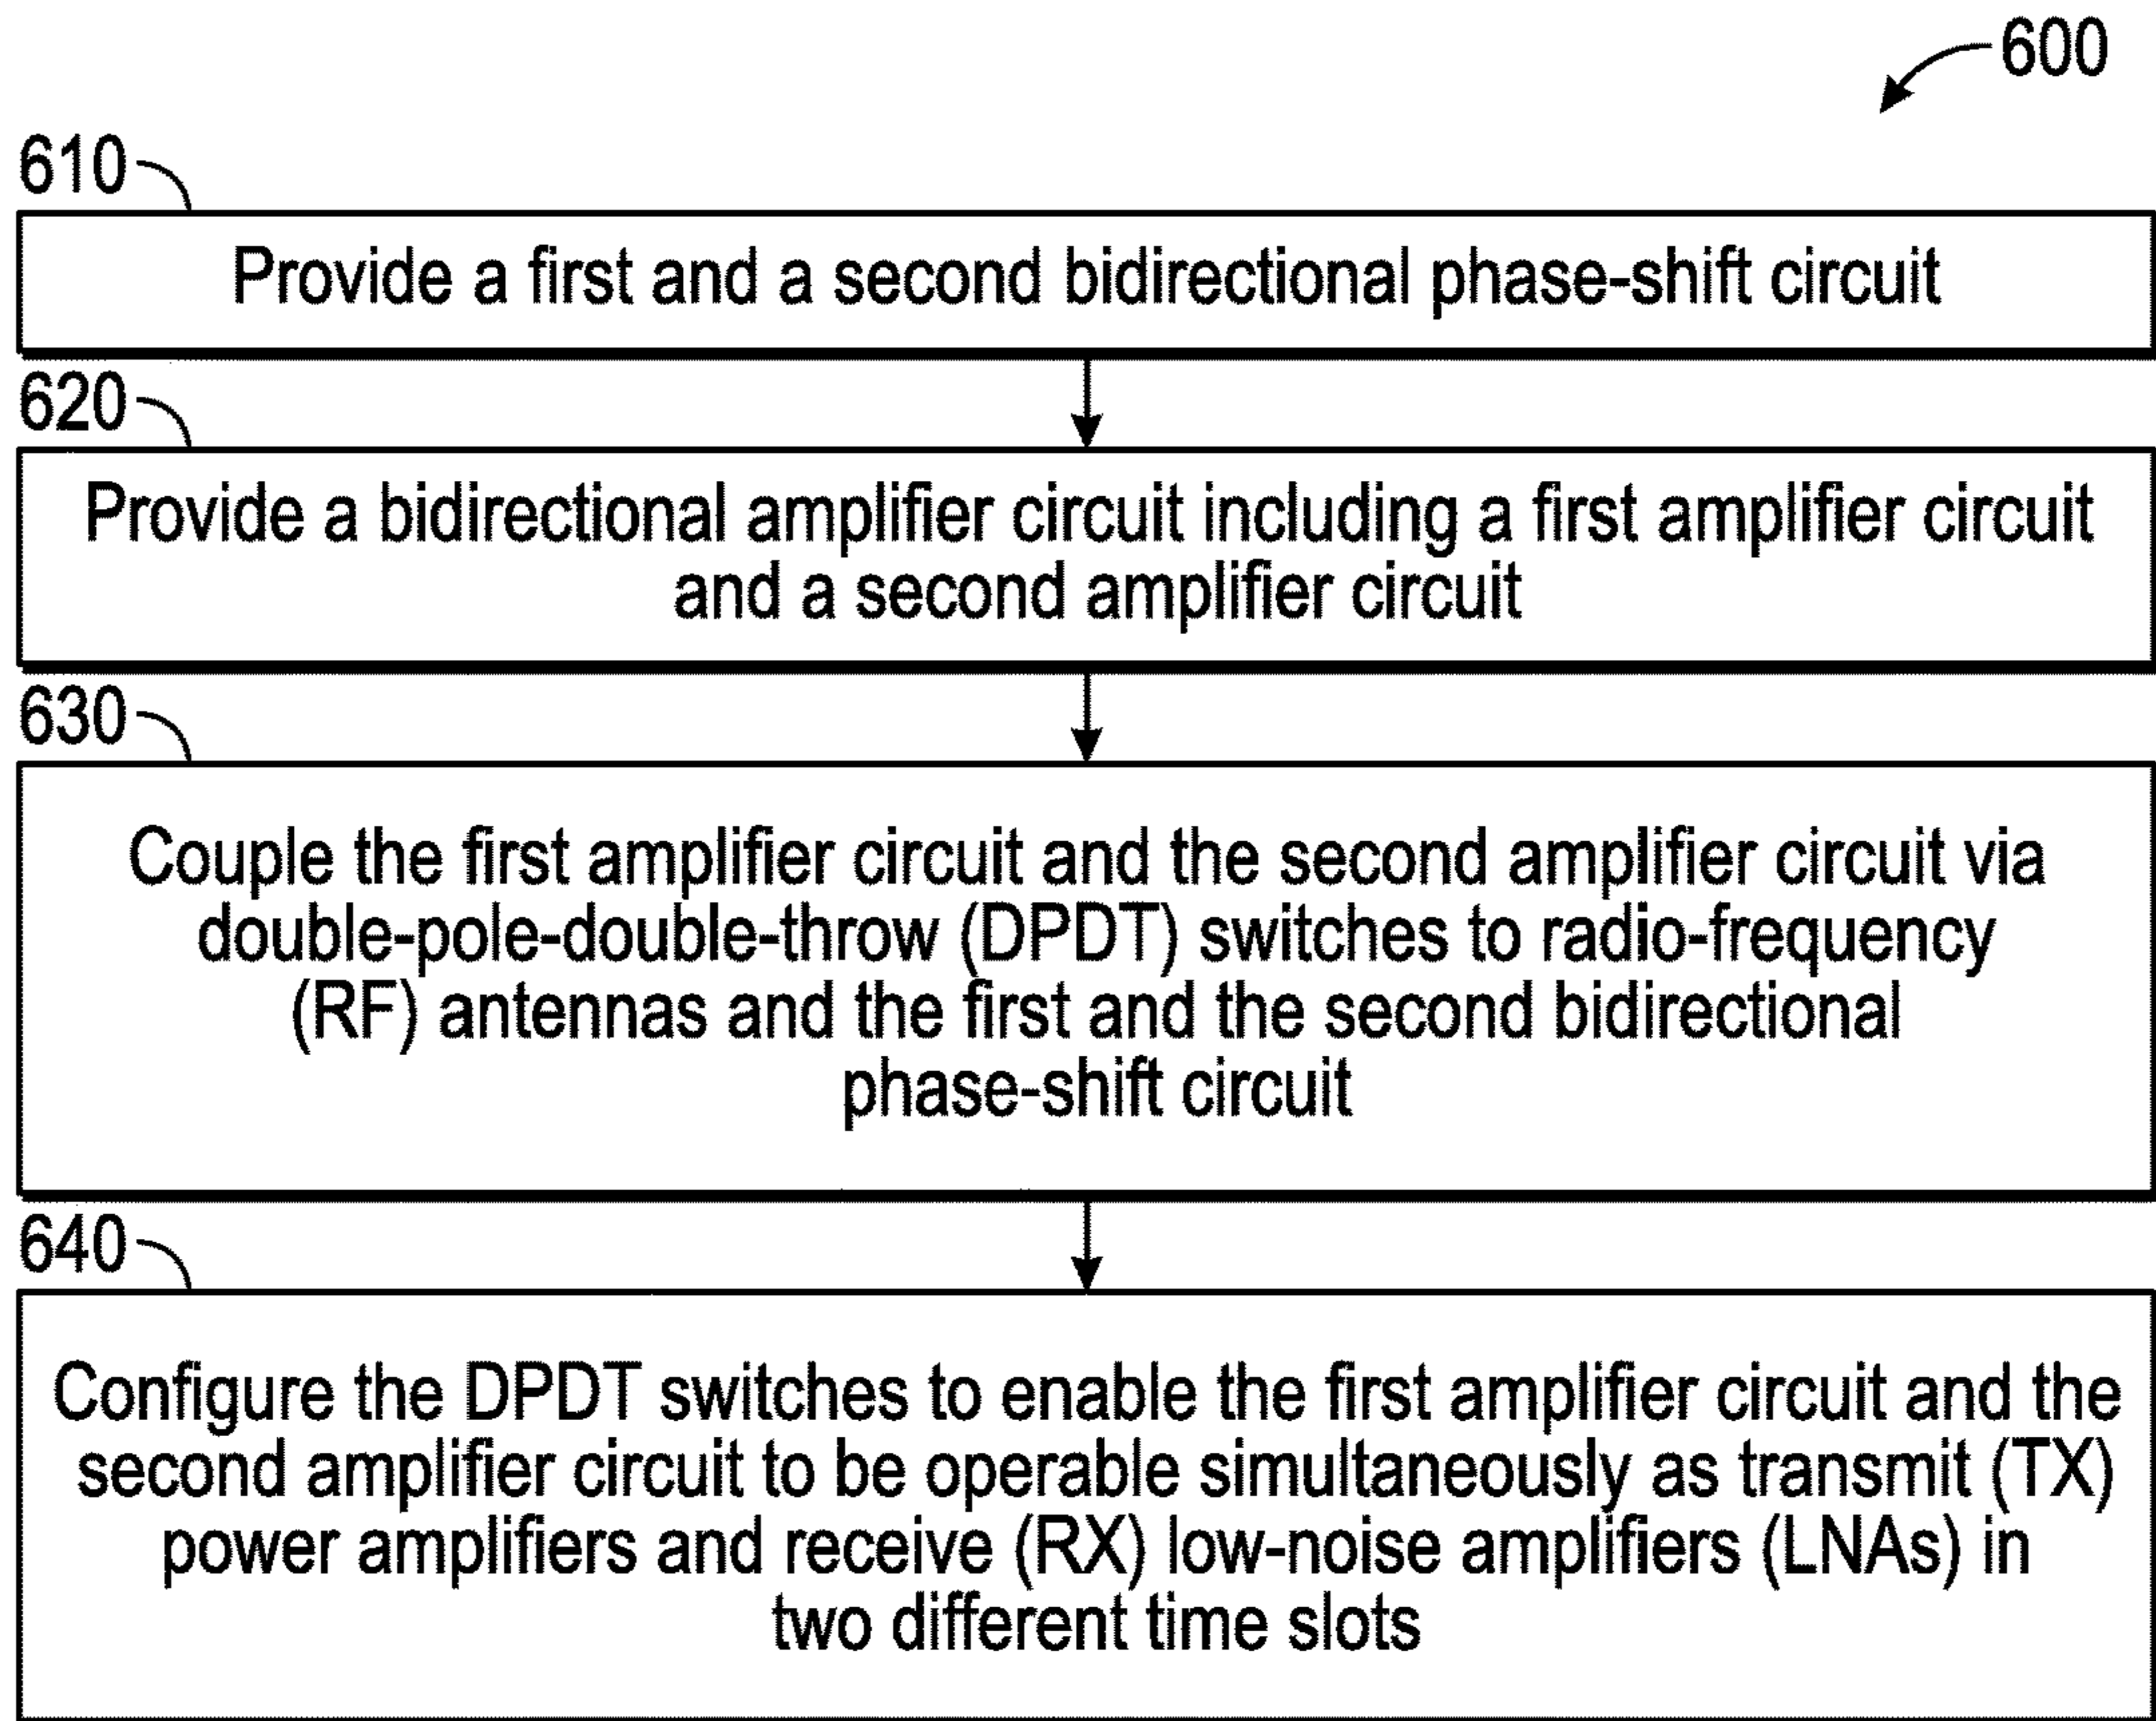 600
610
Provide a first and a second bidirectional phase-shift circuit
620
Provide a bidirectional amplifier circuit including a first amplifier circuit
and a second amplifier circuit
630
Couple the first amplifier circuit and the second amplifier circuit via
double-pole-double-throw (DPDT) switches to radio-frequency
(RF) antennas and the first and the second bidirectional
phase-shift circuit
640
Configure the DPDT switches to enable the first amplifier circuit and the
second amplifier circuit to be operable simultaneously as transmit (TX)
power amplifiers and receive (RX) low-noise amplifiers (LNAs) in
two different time slots